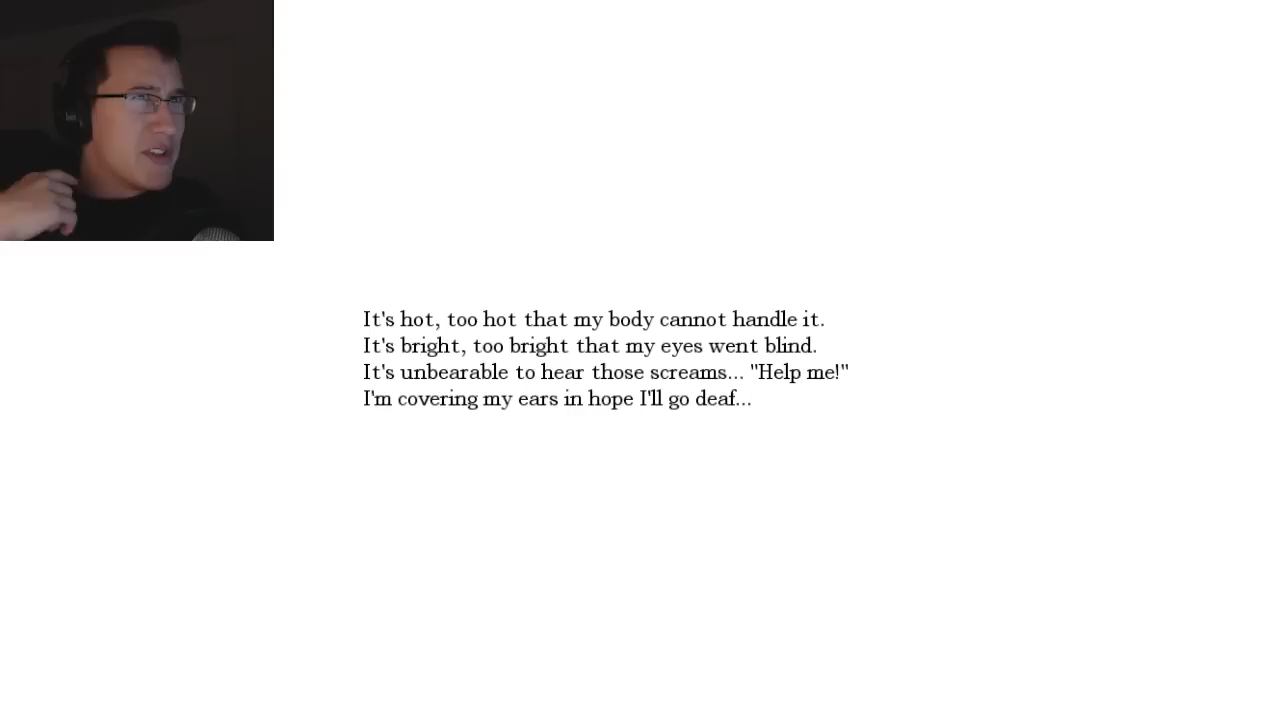 It's hot, too hot that my body cannot handle it.
It's bright, too bright that my eyes went blind.
It's unbearable to hear those screams... "Help me!"
I'm covering my ears in hope I'll go deaf...